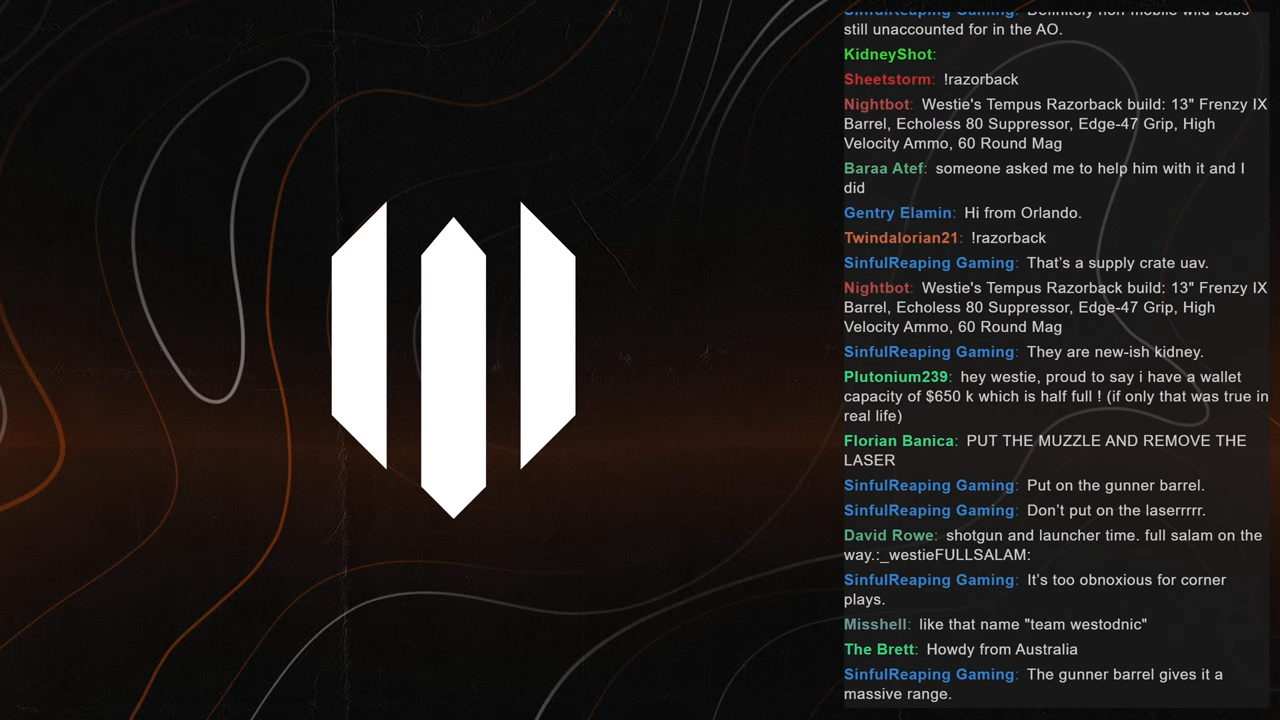 SinfulReaping Gaming: Definitely non-mobile wild babs
still unaccounted for in the AO.
KidneyShot:
Sheetstorm: !razorback
Nightbot: Westie's Tempus Razorback build: 13" Frenzy IX
Barrel, Echoless 80 Suppressor, Edge-47 Grip, High
Velocity Ammo, 60 Round Mag
Baraa Atef: someone asked me to help him with it and I
did
Gentry Elamin: Hi from Orlando.
Twindalorian21: !razorback
SinfulReaping Gaming: That’s a supply crate uav.
Nightbot: Westie's Tempus Razorback build: 13" Frenzy IX
Barrel, Echoless 80 Suppressor, Edge-47 Grip, High
Velocity Ammo, 60 Round Mag
SinfulReaping Gaming: They are new-ish kidney.
Plutonium239: hey westie, proud to say i have a wallet
capacity of $650 k which is half full ! (if only that was true in
real life)
Florian Banica: PUT THE MUZZLE AND REMOVE THE
LASER
SinfulReaping Gaming: Put on the gunner barrel.
SinfulReaping Gaming: Don’t put on the laserrrrr.
David Rowe: shotgun and launcher time. full salam on the
way.:_westieFULLSALAM:
SinfulReaping Gaming: It’s too obnoxious for corner
plays.
Misshell: like that name "team westodnic"
The Brett: Howdy from Australia
SinfulReaping Gaming: The gunner barrel gives it a
massive range.